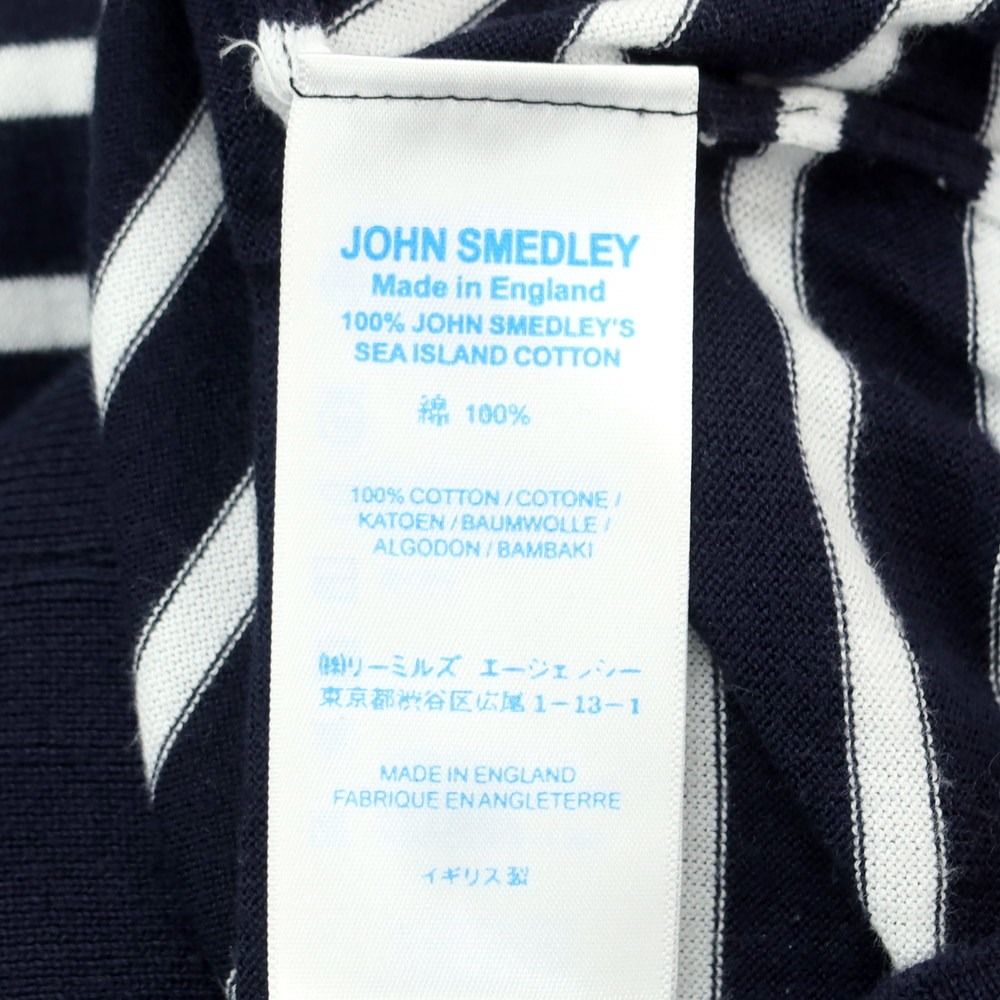 JOHN SMEDLEY
Made in England
100% JOHN SMEDLEY'S
SEA ISLAND COTTON
綿 100%
100% COTTON / COTONE /
KATOEN / BAUMWOLLE /
ALGODON / BAMBAKI
㈱リーミルズ エージェンシー
東京都渋谷区広尾1-13-1
MADE IN ENGLAND
FABRIQUE EN ANGLETERRE
イギリス製